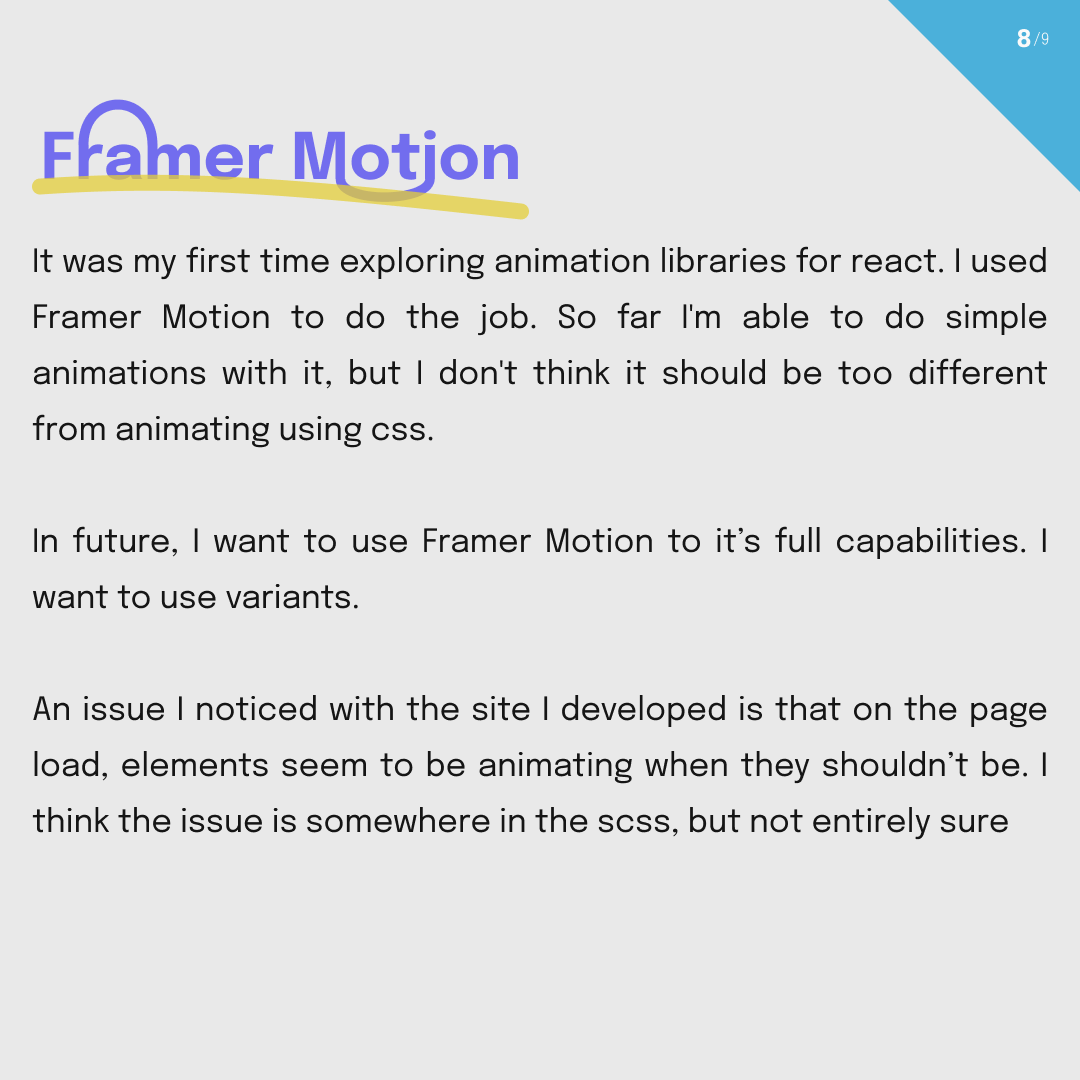 8/9
Framer Motjon
It was my first time exploring animation libraries for react. I used
Framer Motion to do the job. So far I'm able to do simple
animations with it, but I don't think it should be too different
from animating using css.
In future, I want to use Framer Motion to it’s full capabilities. I
want to use variants.
An issue I noticed with the site I developed is that on the page
load, elements seem to be animating when they shouldn’t be. I
think the issue is somewhere in the scss, but not entirely sure